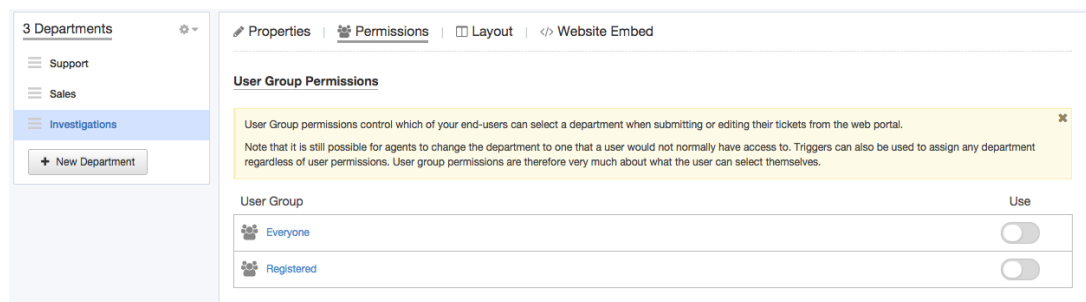 3 Departments
Support
Sales
Investigations
+ New Department
Properties | Permissions | Layout | </> Website Embed
User Group Permissions
User Group permissions control which of your end-users can select a department when submitting or editing their tickets from the web portal.
Note that it is still possible for agents to change the department to one that a user would not normally have access to. Triggers can also be used to assign any department
regardless of user permissions. User group permissions are therefore very much about what the user can select themselves.
User Group Use
Everyone
Registered